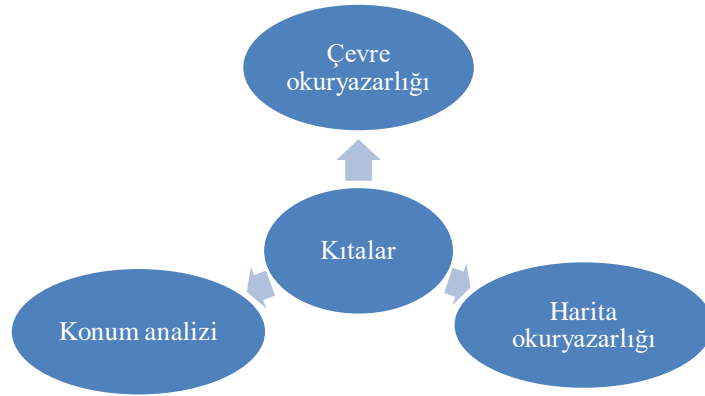 Çevre
okuryazarlığı
Kıtalar
Konum analizi
Harita
okuryazarlığı